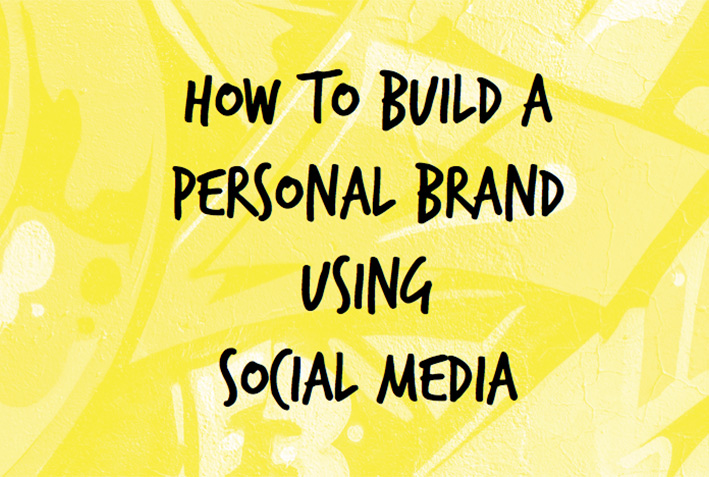 HOW TO BUILD A
PERSONAL BRAND
USING
SOCIAL MEDIA